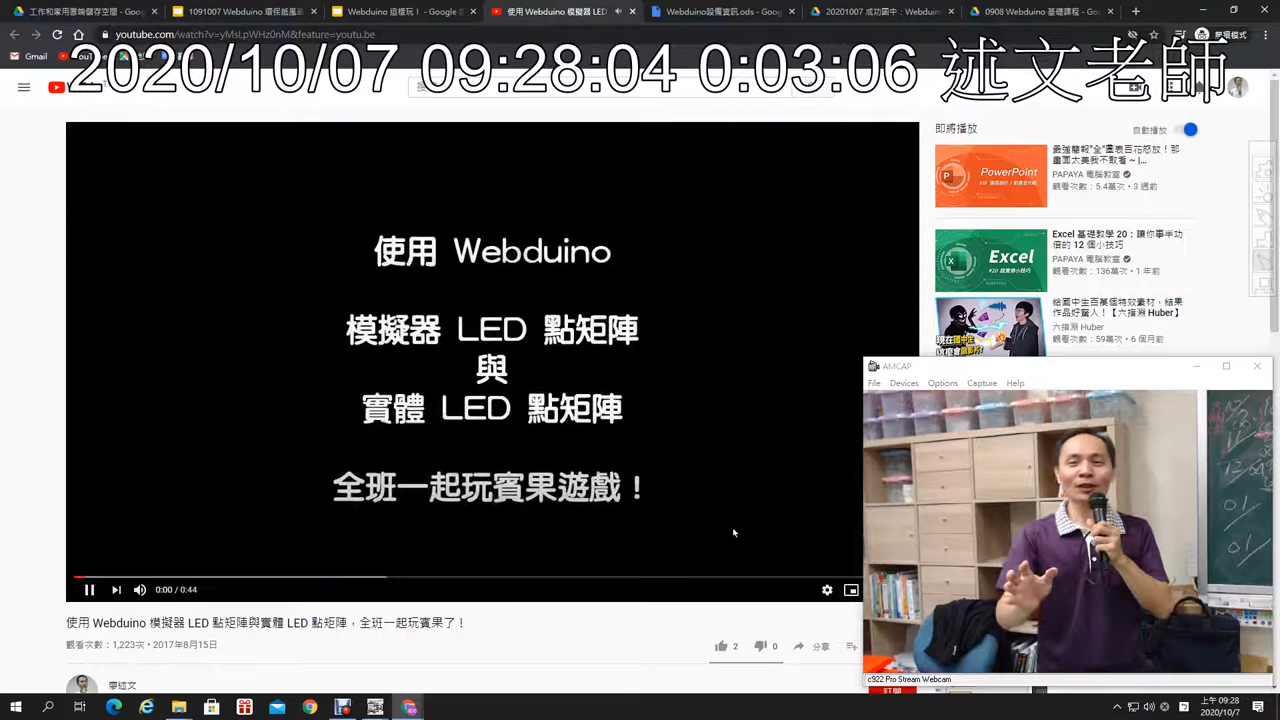 工作和家用雲端儲存空間 - Goo
1091007 Webduino 環保紙風
Webduino 這樣玩！ - Google 
使用 Webduino 模擬器 LED 
Webduino設備資訊.ods - Goog
20201007 成功國中：Webduin
0908 Webduino 基礎課程 - Go
youtube.com/watch?v=yMsLpWHz0nM&feature=youtu.be
無痕模式
Gmail
2020/10/07 09:28:04 0:03:06 述文老師
使用 Webduino
模擬器 LED 點矩陣
與
實體 LED 點矩陣
全班一起玩賓果遊戲！
0:00 / 0:44
使用 Webduino 模擬器 LED 點矩陣與實體 LED 點矩陣，全班一起玩賓果了！
觀看次數：1,223次 • 2017年8月15日
2
0
分享
廖述文
即將播放
自動播放
PowerPoint
最強簡報"全"圖表百花怒放！那
畫面太美我不敢看 ~ |...
PAPAYA 電腦教室
觀看次數：5.4萬次 • 3 週前
Excel
Excel 基礎教學 20：讓你事半功
倍的 12 個小技巧
PAPAYA 電腦教室
觀看次數：136萬次 • 1 年前
給國中生百萬個特效素材，結果
作品好驚人！【六指淵 Huber】
六指淵 Huber
觀看次數：59萬次 • 6 個月前
AMCAP
File Devices Options Capture Help
c922 Pro Stream Webcam
訂閱
上午 09:28
2020/10/7